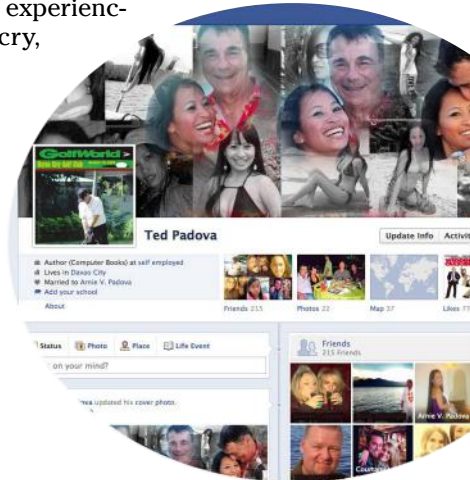 experienc-
cry,
GolfWorld
Ted Padova
Update Info Activit
Author (Computer Books) at self employed
Lives in Davao City
Married to Arnie V. Padova
Add your school
About
Friends 215
Photos 22
Map 37
Likes 77
Status Photo Place Life Event
on your mind?
Friends
215 Friends
updated his cover photo.
Arnie V. Padova